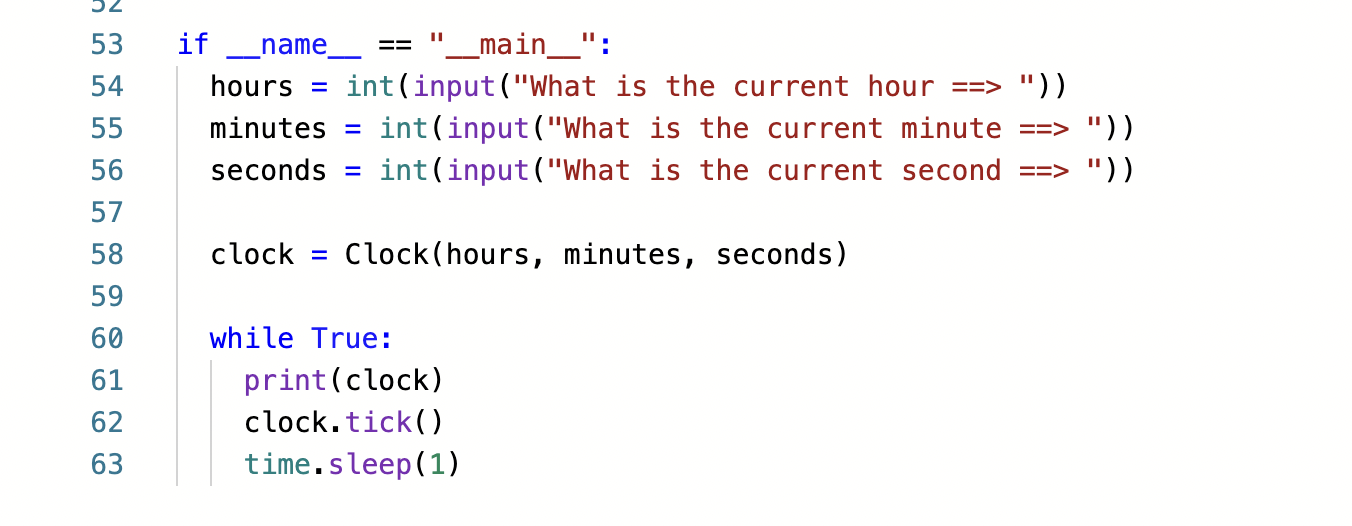 52
53 if __name__ == "__main__":
54 hours = int(input("What is the current hour ==> "))
55 minutes = int(input("What is the current minute ==> "))
56 seconds = int(input("What is the current second ==> "))
57
58 clock = Clock(hours, minutes, seconds)
59
60 while True:
61 print(clock)
62 clock.tick()
63 time.sleep(1)